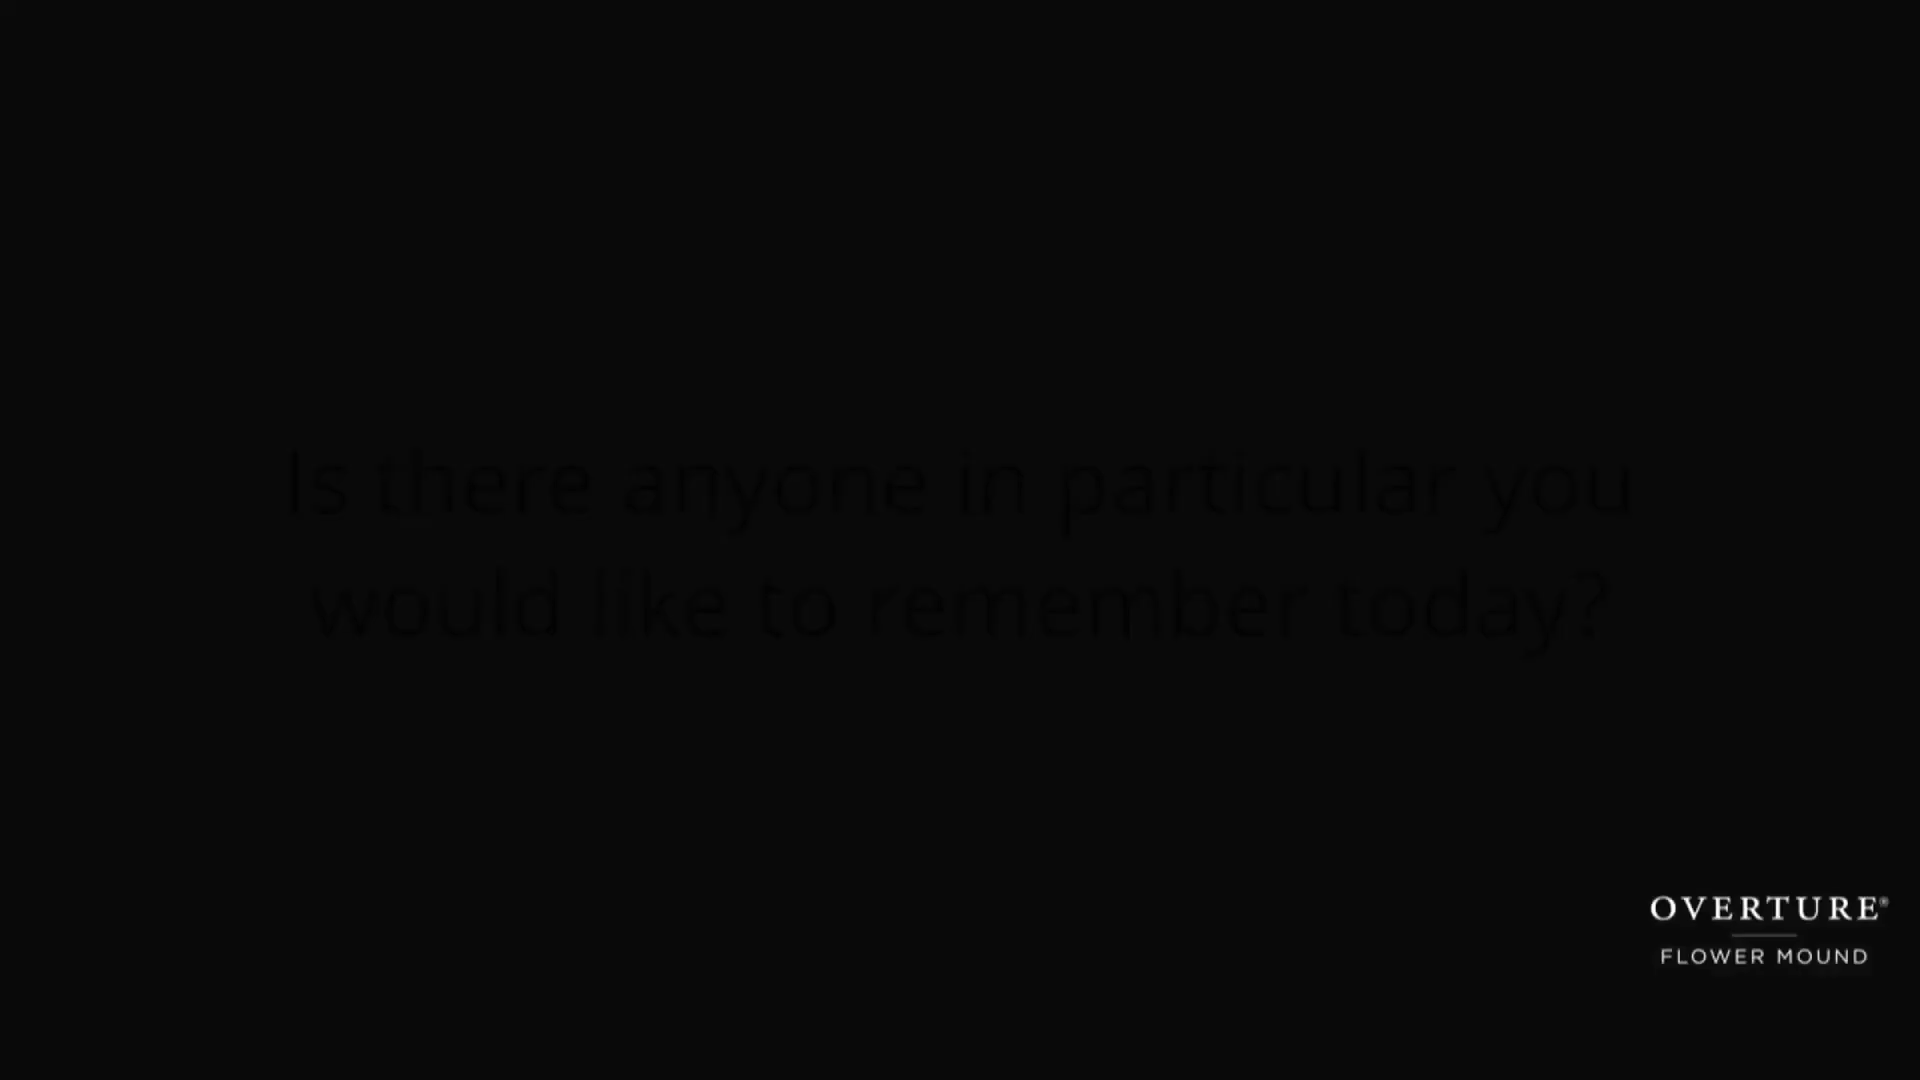 Is there anyone in particular you
would like to remember today?
OVERTURE®
FLOWER MOUND